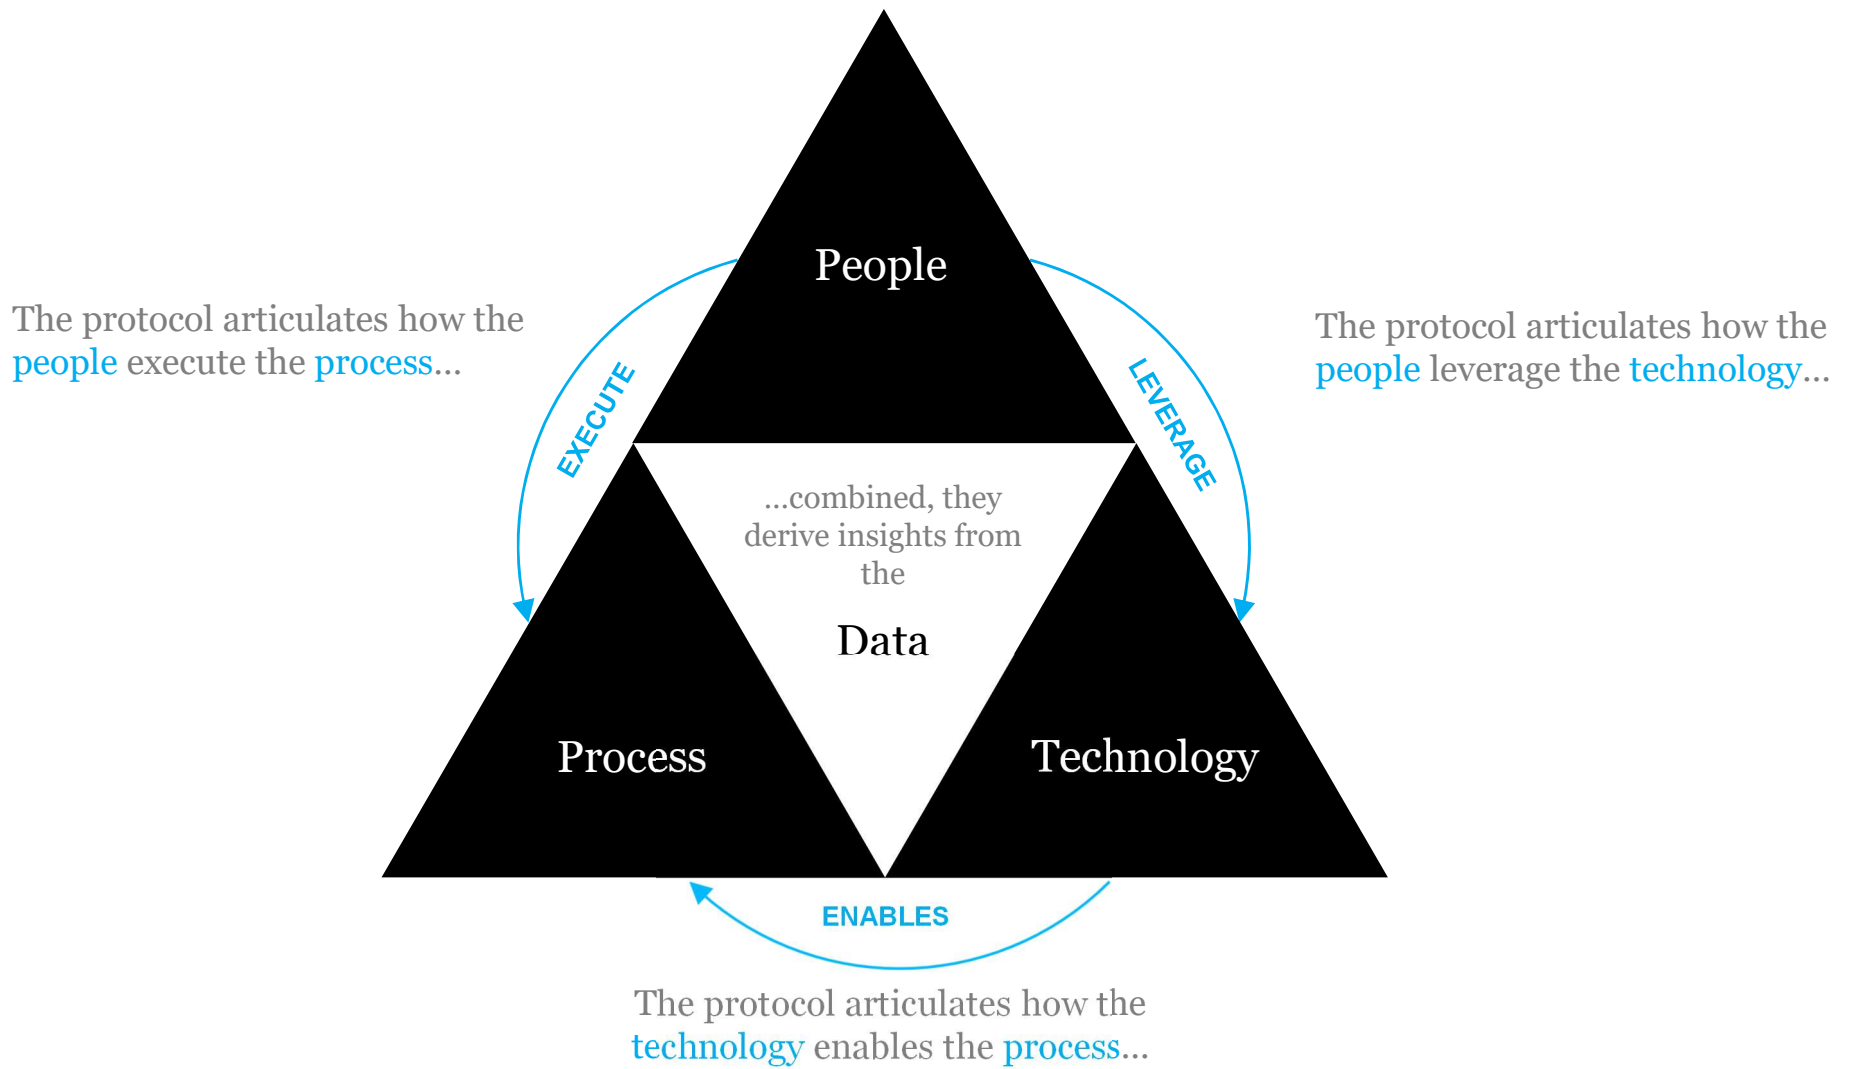 People
The protocol articulates how the
people execute the process...
EXECUTE
LEVERAGE
The protocol articulates how the
people leverage the technology...
...combined, they
derive insights from
the
Data
Process
Technology
ENABLES
The protocol articulates how the
technology enables the process...